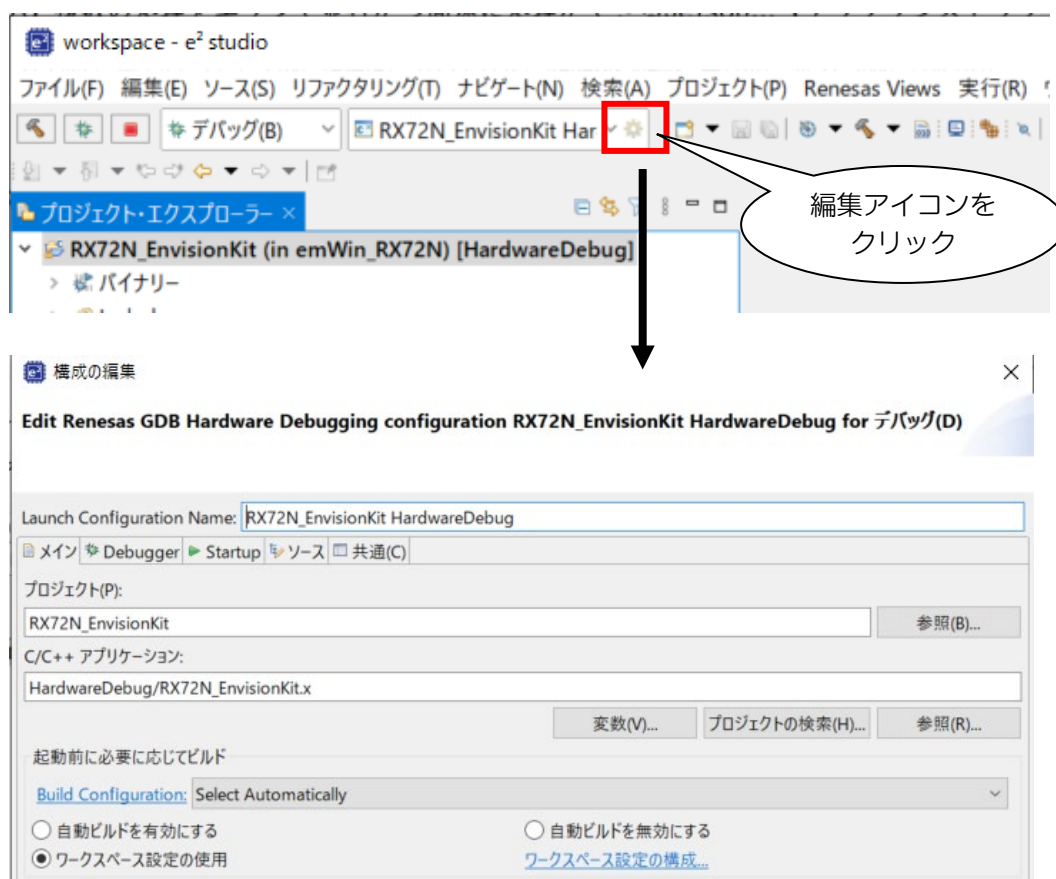 workspace - e² studio
ファイル(F) 編集(E) ソース(S) リファクタリング(T) ナビゲート(N) 検索(A) プロジェクト(P) Renesas Views 実行(R)
デバッグ(B) RX72N_EnvisionKit Har
編集アイコンを
クリック
プロジェクト・エクスプローラー
RX72N_EnvisionKit (in emWin_RX72N) [HardwareDebug]
バイナリー
構成の編集
Edit Renesas GDB Hardware Debugging configuration RX72N_EnvisionKit HardwareDebug for デバッグ(D)
Launch Configuration Name: RX72N_EnvisionKit HardwareDebug
メイン Debugger Startup ソース 共通(C)
プロジェクト(P):
RX72N_EnvisionKit 参照(B)...
C/C++ アプリケーション:
HardwareDebug/RX72N_EnvisionKit.x
変数(V)... プロジェクトの検索(H)... 参照(R)...
起動前に必要に応じてビルド
Build Configuration: Select Automatically
自動ビルドを有効にする 自動ビルドを無効にする
ワークスペース設定の使用 ワークスペース設定の構成...